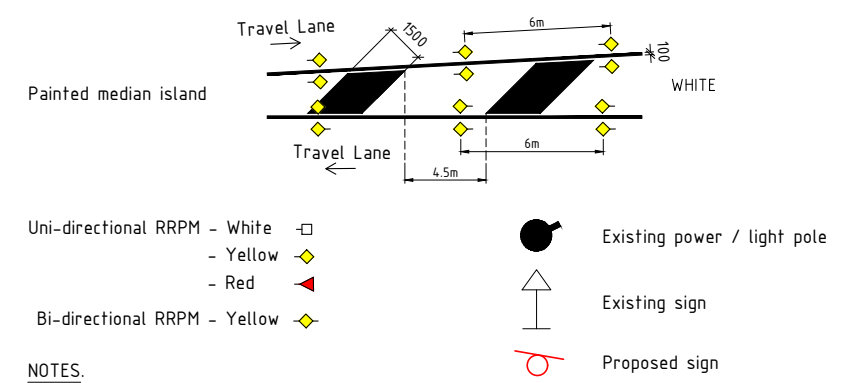 Travel Lane
6m
1500
100
WHITE
Painted median island
Travel Lane
6m
4.5m
Uni-directional RRPM - White
- Yellow
- Red
Bi-directional RRPM - Yellow
NOTES.
Existing power / light pole
Existing sign
Proposed sign